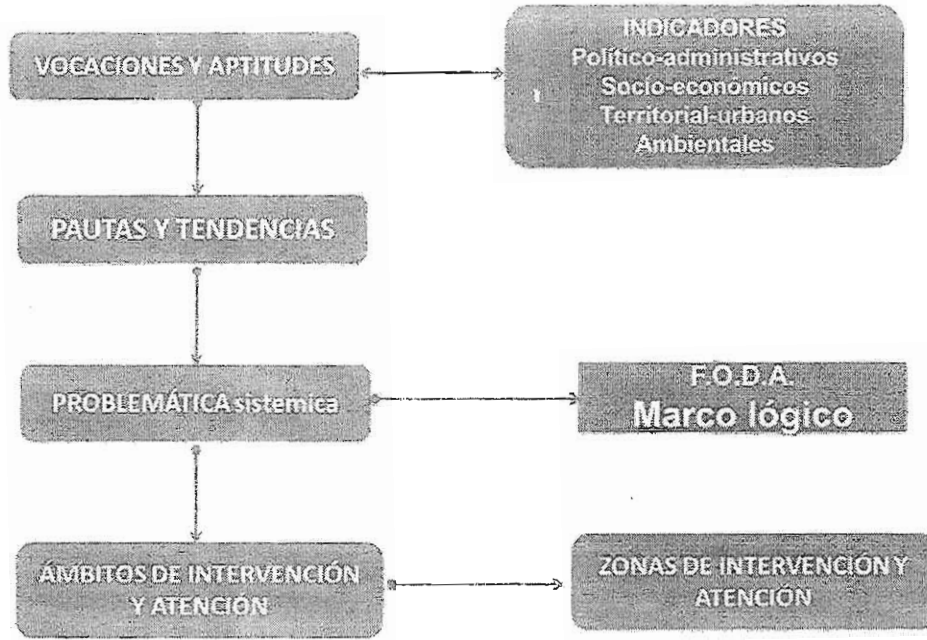 VOCACIONES Y APTITUDES
INDICADORES
Político-administrativos
Socio-económicos
Territorial-urbanos
Ambientales
PAUTAS Y TENDENCIAS
PROBLEMÁTICA sistemica
F.O.D.A.
Marco lógico
ÁMBITOS DE INTERVENCIÓN
Y ATENCIÓN
ZONAS DE INTERVENCIÓN Y
ATENCIÓN